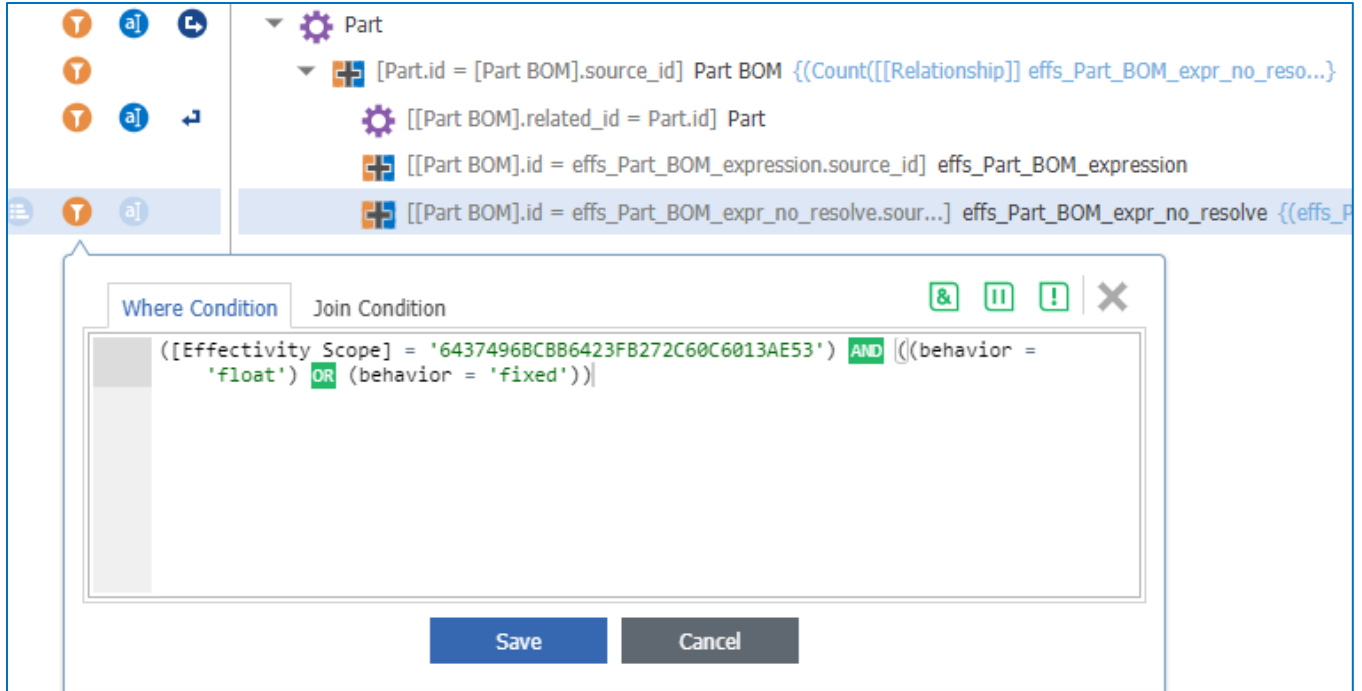 Part
[Part.id = [Part BOM].source_id] Part BOM {(Count([[Relationship]] effs_Part_BOM_expr_no_reso...}
[[Part BOM].related_id = Part.id] Part
[[Part BOM].id = effs_Part_BOM_expression.source_id] effs_Part_BOM_expression
[[Part BOM].id = effs_Part_BOM_expr_no_resolve.sour...] effs_Part_BOM_expr_no_resolve {(effs_P
Where Condition Join Condition
([Effectivity Scope] = '6437496BCBB6423FB272C60C6013AE53') AND ((behavior =
'float') OR (behavior = 'fixed'))
Save Cancel